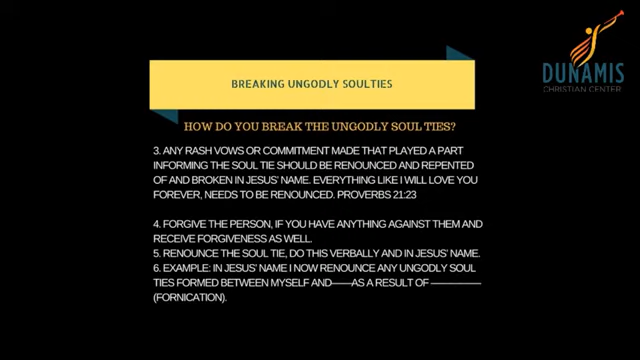 DUNAMIS
CHRISTIAN CENTER
BREAKING UNGODLY SOULTIES
HOW DO YOU BREAK THE UNGODLY SOUL TIES?
3. ANY RASH VOWS OR COMMITMENT MADE THAT PLAYED A PART
INFORMING THE SOUL TIE SHOULD BE RENOUNCED AND REPENTED
OF AND BROKEN IN JESUS' NAME. EVERYTHING LIKE I WILL LOVE YOU
FOREVER, NEEDS TO BE RENOUNCED. PROVERBS 21:23
4. FORGIVE THE PERSON, IF YOU HAVE ANYTHING AGAINST THEM AND
RECEIVE FORGIVENESS AS WELL.
5. RENOUNCE THE SOUL TIE, DO THIS VERBALLY AND IN JESUS' NAME.
6. EXAMPLE: IN JESUS' NAME I NOW RENOUNCE ANY UNGODLY SOUL
TIES FORMED BETWEEN MYSELF AND——AS A RESULT OF —————
(FORNICATION).